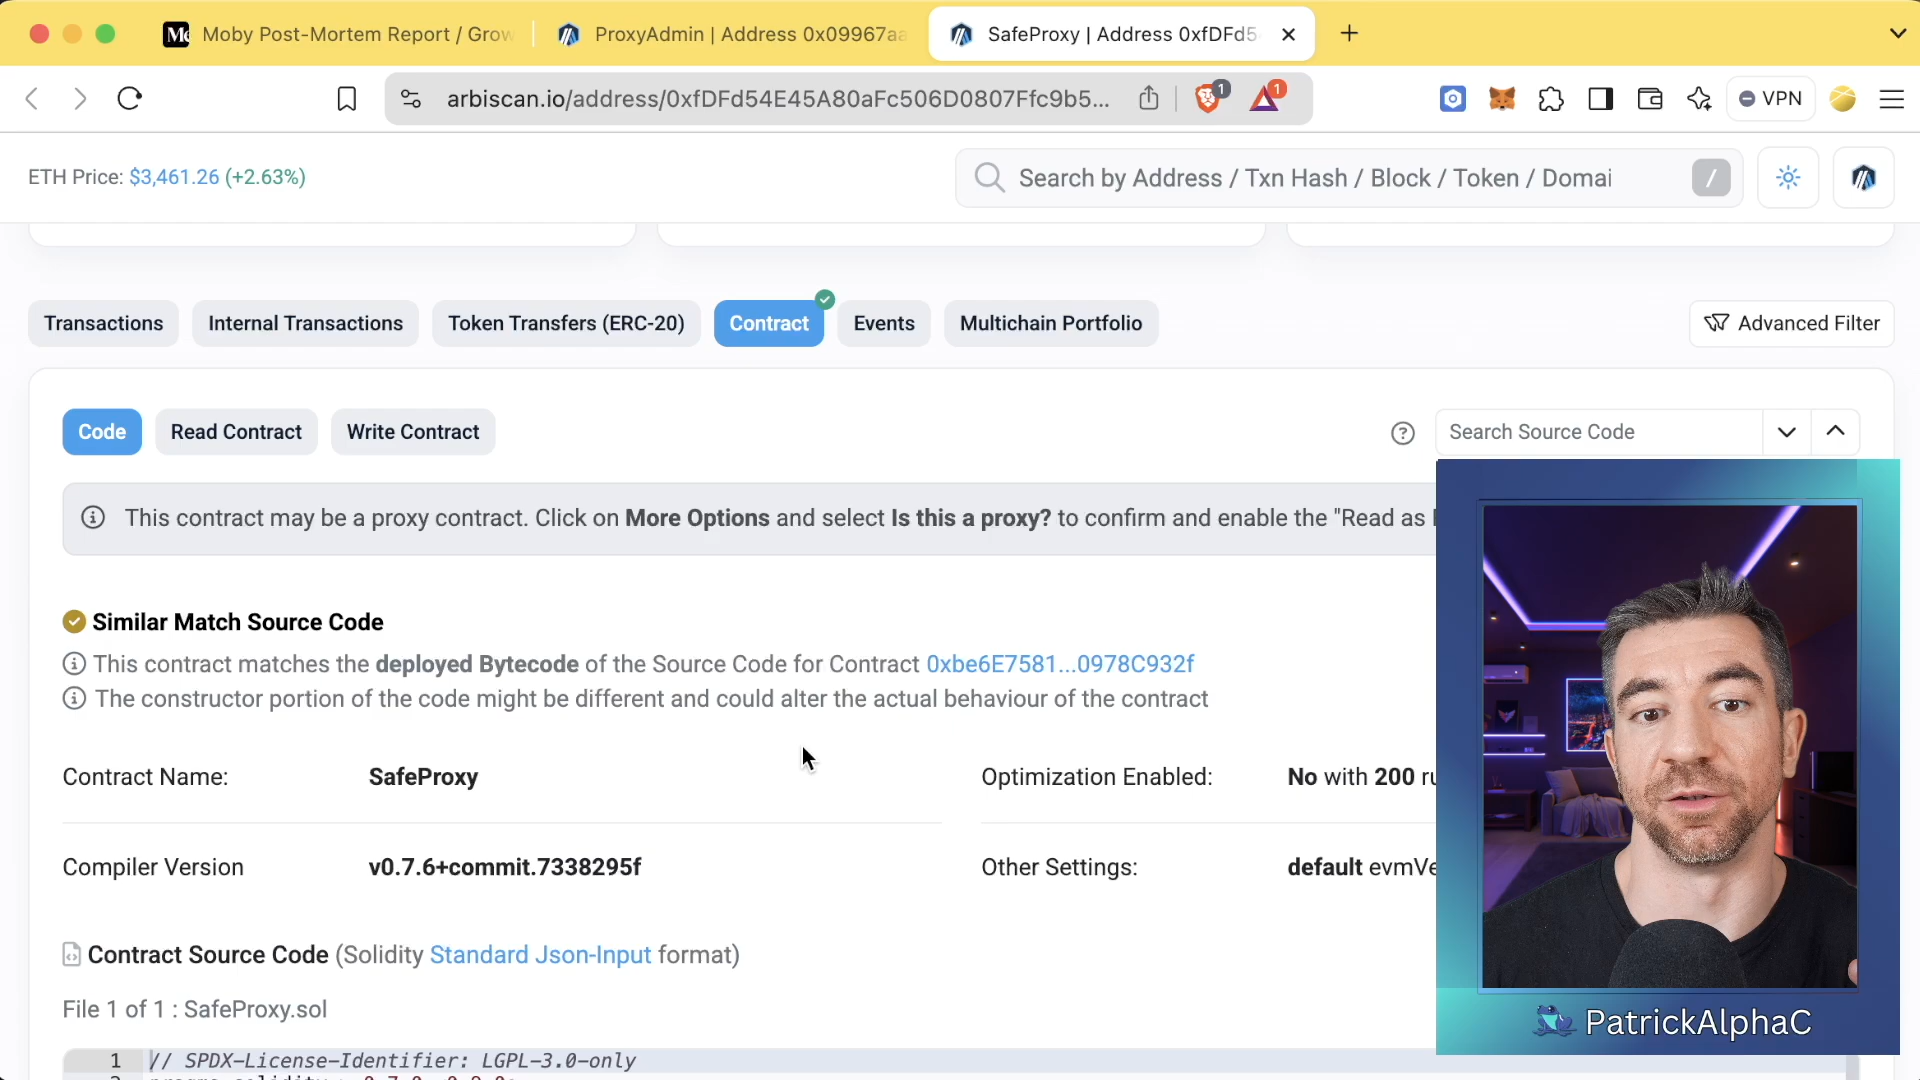 Moby Post-Mortem Report / Grow
ProxyAdmin | Address 0x09967aa
SafeProxy | Address 0xfDFd5
arbiscan.io/address/0xfDFd54E45A80aFc506D0807Ffc9b5...
1
1
VPN
ETH Price: $3,461.26 (+2.63%)
Search by Address / Txn Hash / Block / Token / Domai
/
Transactions
Internal Transactions
Token Transfers (ERC-20)
Contract
Events
Multichain Portfolio
Advanced Filter
Code
Read Contract
Write Contract
Search Source Code
This contract may be a proxy contract. Click on More Options and select Is this a proxy? to confirm and enable the "Read as
Similar Match Source Code
This contract matches the deployed Bytecode of the Source Code for Contract 0xbe6E7581...0978C932f
The constructor portion of the code might be different and could alter the actual behaviour of the contract
Contract Name: SafeProxy
Optimization Enabled: No with 200 ru
Compiler Version v0.7.6+commit.7338295f
Other Settings: default evmVe
Contract Source Code (Solidity Standard Json-Input format)
File 1 of 1 : SafeProxy.sol
1 // SPDX-License-Identifier: LGPL-3.0-only
PatrickAlphaC